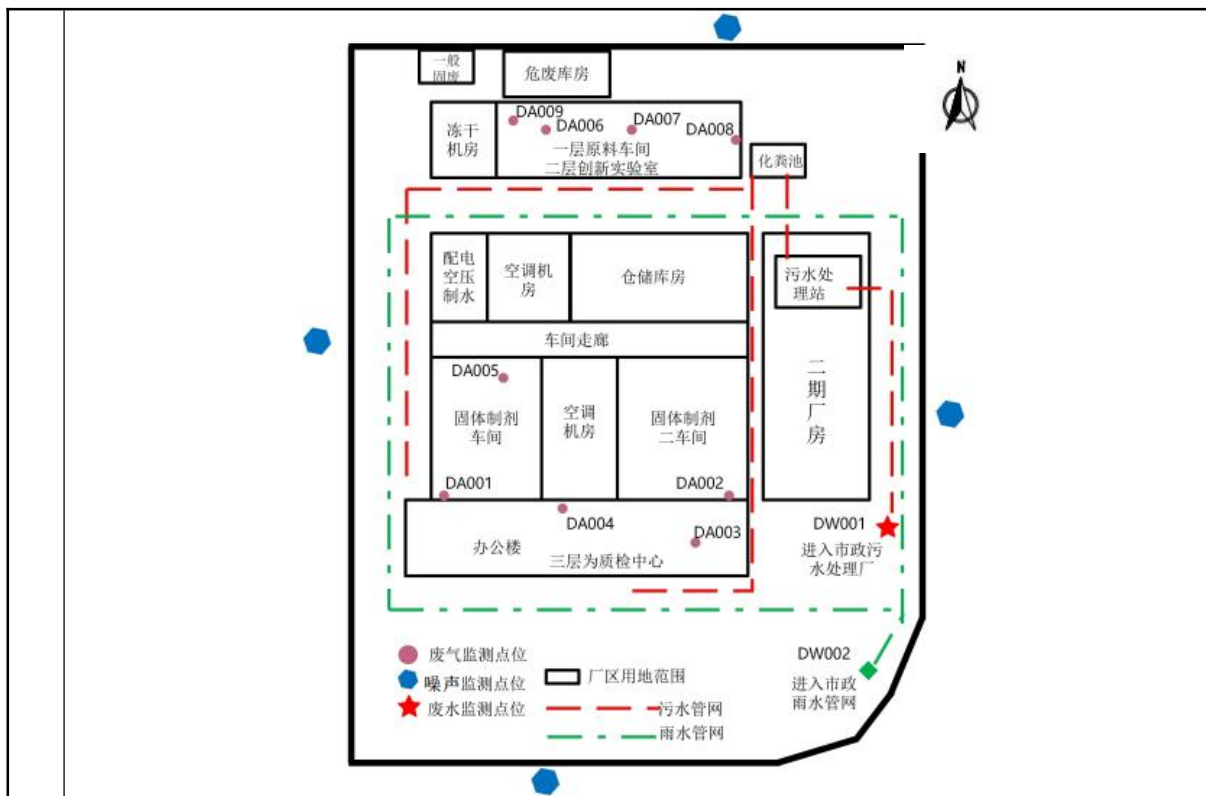 N
一般
固废
危废库房
冻干
机房
DA009
DA006
DA007
DA008
一层原料车间
二层创新实验室
化粪池
配电
空压
制水
空调机
房
仓储库房
污水处
理站
车间走廊
二期厂房
DA005
固体制剂
车间
空调
机房
固体制剂
二车间
DA001
DA002
DA004
DA003
办公楼
三层为质检中心
DW001
进入市政污
水处理厂
DW002
进入市政
雨水管网
废气监测点位
噪声监测点位
厂区用地范围
废水监测点位
污水管网
雨水管网